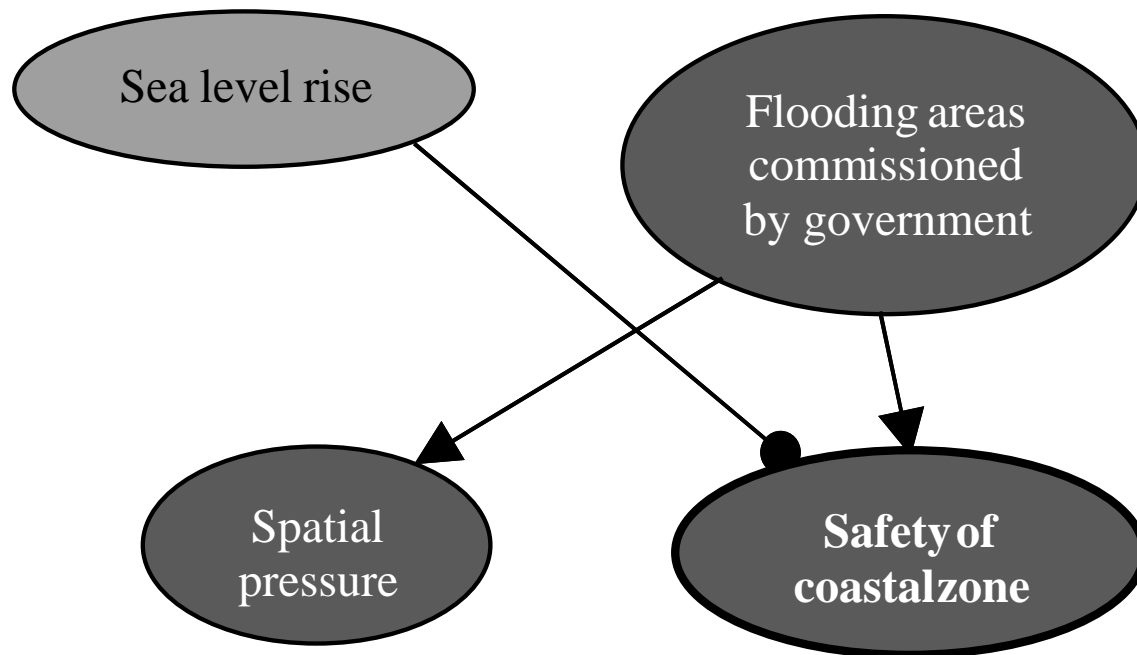 Sea level rise
Flooding areas
commissioned
by government
Spatial
pressure
Safety of
coastalzone